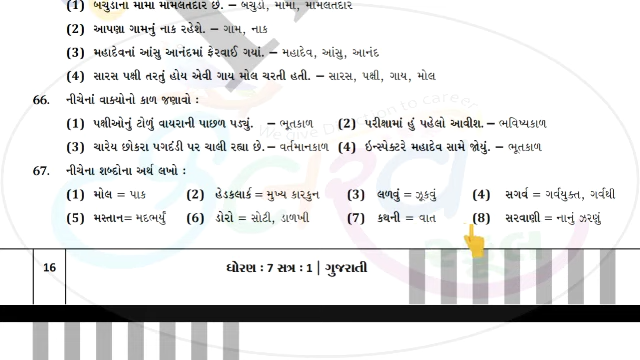 (1) બચુડાના મામા મામલતદાર છે. – બચુડો, મામા, મામલતદાર
(2) આપણા ગામનું નાક રહેશે. – ગામ, નાક
(3) મહાદેવનાં આંસુ આનંદમાં ફેરવાઈ ગયાં. – મહાદેવ, આંસુ, આનંદ
(4) સારસ પક્ષી તરતું હોય એવી ગાય મોલ ચરતી હતી. – સારસ, પક્ષી, ગાય, મોલ
66. નીચેનાં વાક્યોનો કાળ જણાવો :
(1) પક્ષીઓનું ટોળું વાયરાની પાછળ પડ્યું. – ભૂતકાળ (2) પરીક્ષામાં હું પહેલો આવીશ. – ભવિષ્યકાળ
(3) ચારેય છોકરા પગદંડી પર ચાલી રહ્યા છે. – વર્તમાનકાળ (4) ઇન્સ્પેક્ટરે મહાદેવ સામે જોયું. – ભૂતકાળ
67. નીચેના શબ્દોના અર્થ લખો :
(1) મોલ = પાક (2) હેડકલાર્ક = મુખ્ય કારકુન (3) લળવું = ઝૂકવું (4) સગર્વ = ગર્વયુક્ત, ગર્વથી
(5) મસ્તાન= મદભર્યું (6) ડોરો = સોટી, ડાળખી (7) કથની = વાત (8) સરવાણી = નાનું ઝરણું
16 ધોરણ : 7 સત્ર : 1 | ગુજરાતી